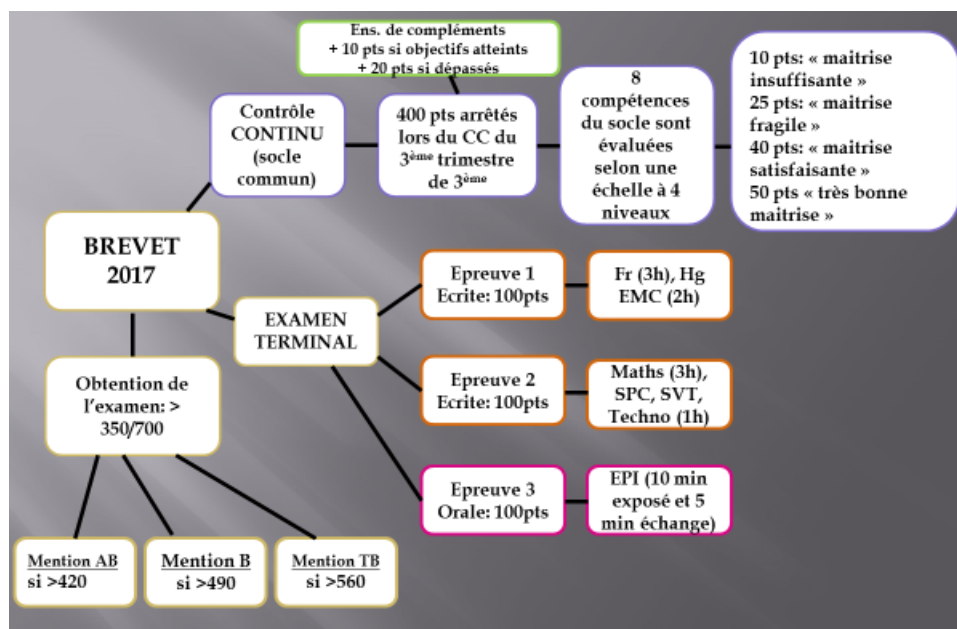 Ens. de compléments
+ 10 pts si objectifs atteints
+ 20 pts si dépassés
Contrôle
CONTINU
(socle
commun)
400 pts arrêtés
lors du CC du
3ème trimestre
de 3ème
8
compétences
du socle sont
évaluées
selon une
échelle à 4
niveaux
10 pts: « maitrise
insuffisante »
25 pts: « maitrise
fragile »
40 pts: « maitrise
satisfaisante »
50 pts « très bonne
maitrise »
BREVET
2017
EXAMEN
TERMINAL
Epreuve 1
Ecrite: 100pts
Fr (3h), Hg
EMC (2h)
Epreuve 2
Ecrite: 100pts
Maths (3h),
SPC, SVT,
Techno (1h)
Epreuve 3
Orale: 100pts
EPI (10 min
exposé et 5
min échange)
Obtention de
l'examen: >
350/700
Mention AB
si >420
Mention B
si >490
Mention TB
si >560